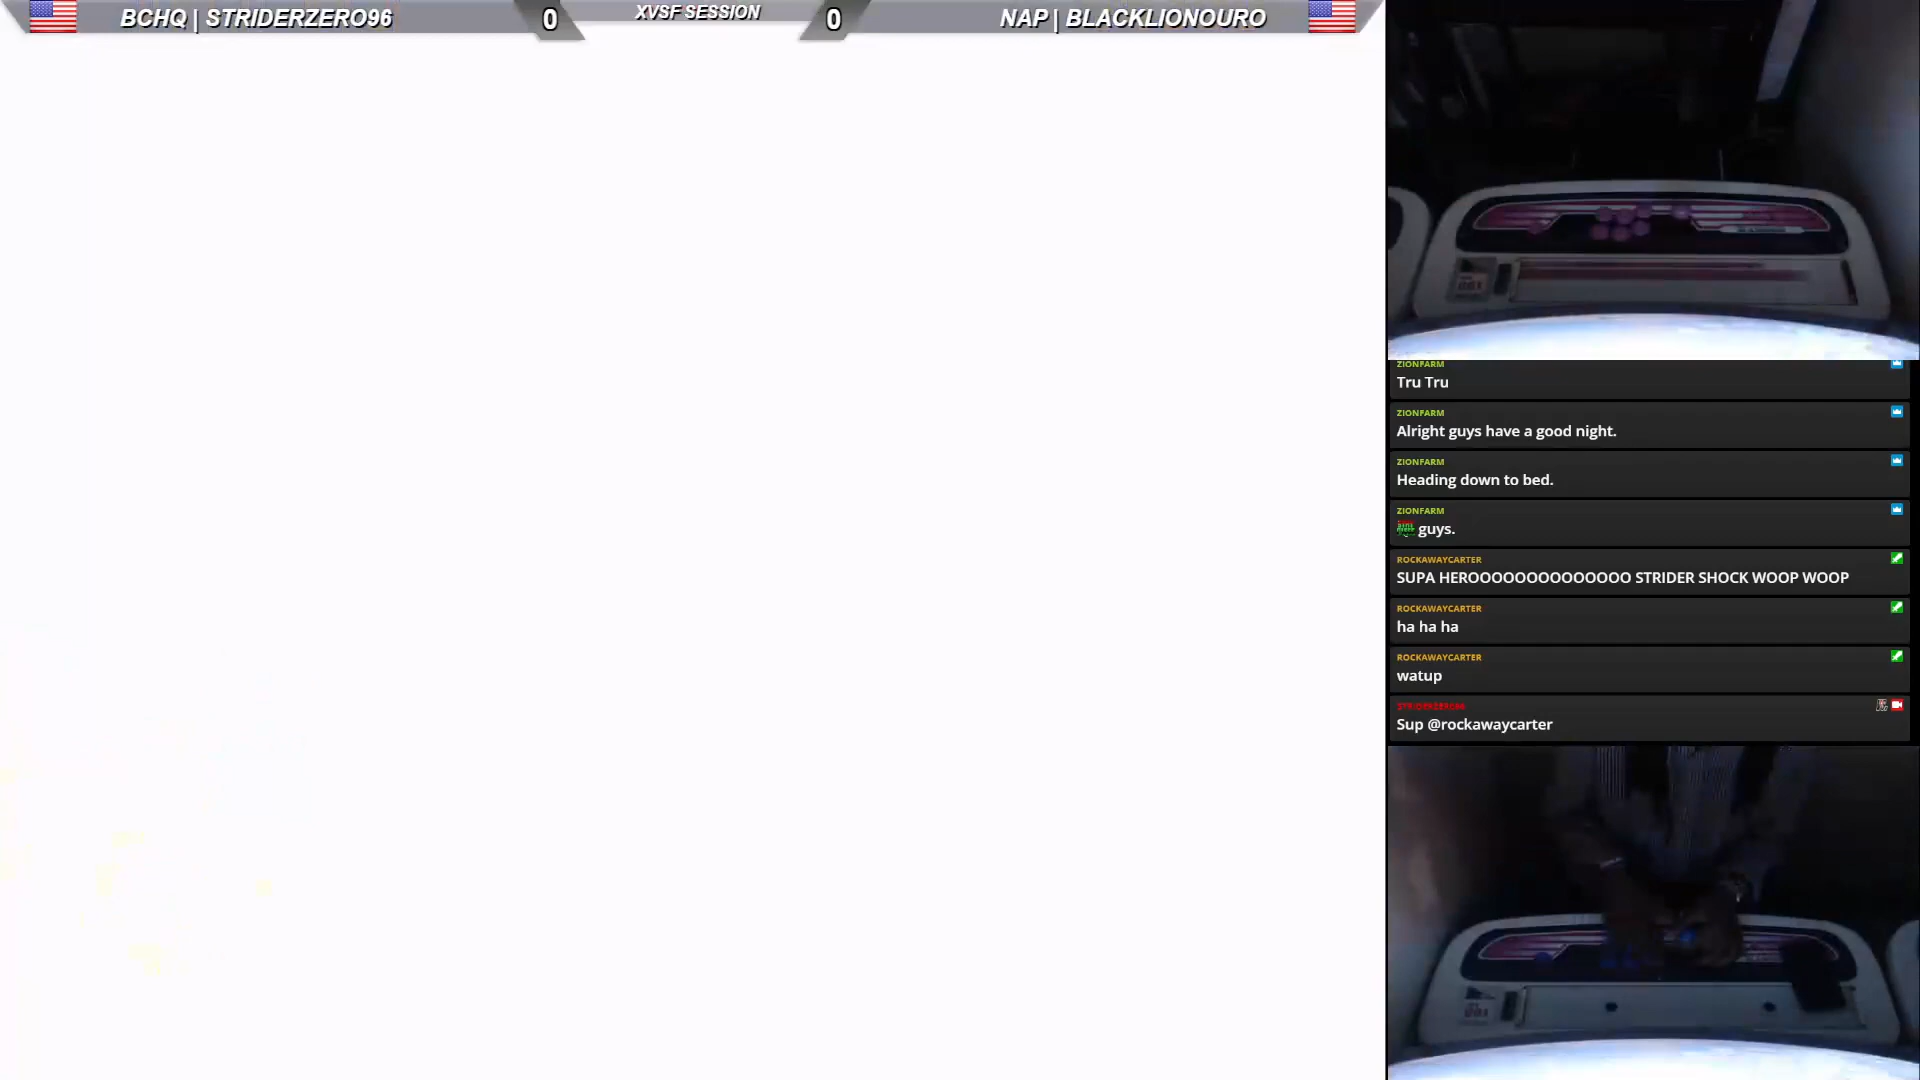 BCHQ | STRIDERZERO96
0
XVSF SESSION
0
NAP | BLACKLIONOURO
ZIONFARM
Tru Tru
ZIONFARM
Alright guys have a good night.
ZIONFARM
Heading down to bed.
ZIONFARM
guys.
ROCKAWAYCARTER
SUPA HEROOOOOOOOOOOOOO STRIDER SHOCK WOOP WOOP
ROCKAWAYCARTER
ha ha ha
ROCKAWAYCARTER
watup
STRIDERZERO96
Sup @rockawaycarter